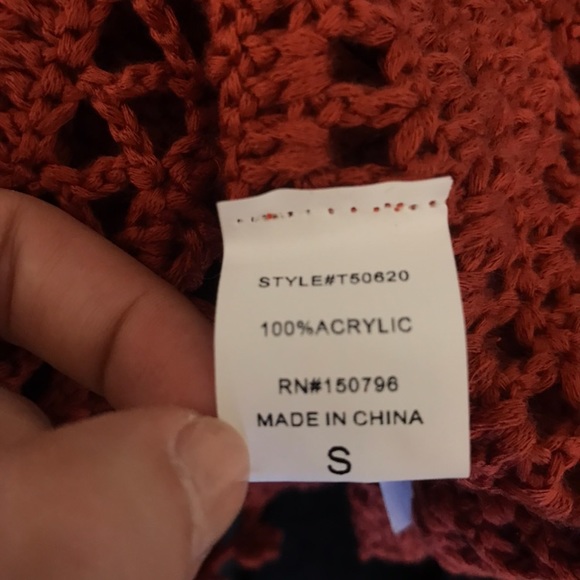 STYLE#T50620
100%ACRYLIC
RN#150796
MADE IN CHINA
S